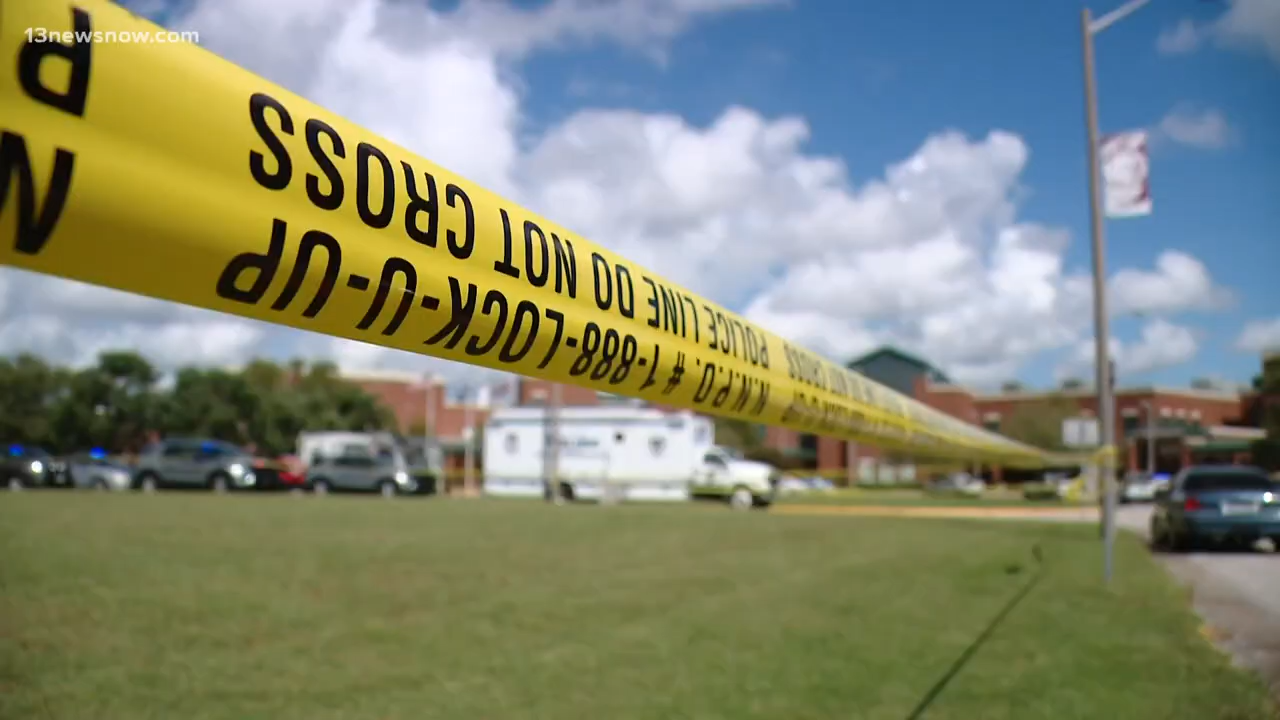 13newsnow.com
N.N.P.D. # 1-888-LOCK-U-UP N
POLICE LINE DO NOT CROSS P